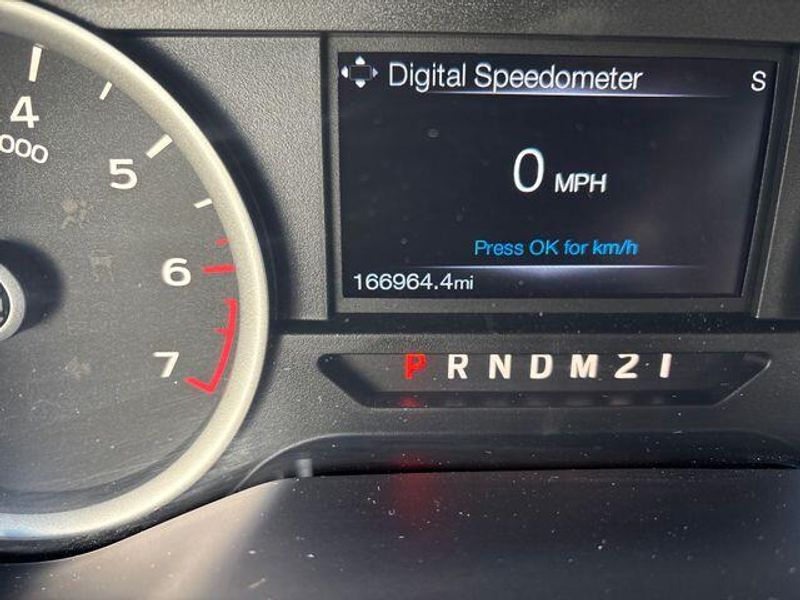 4
000
5
6
7
Digital Speedometer
S
0 MPH
Press OK for km/h
166964.4mi
P R N D M 2 1